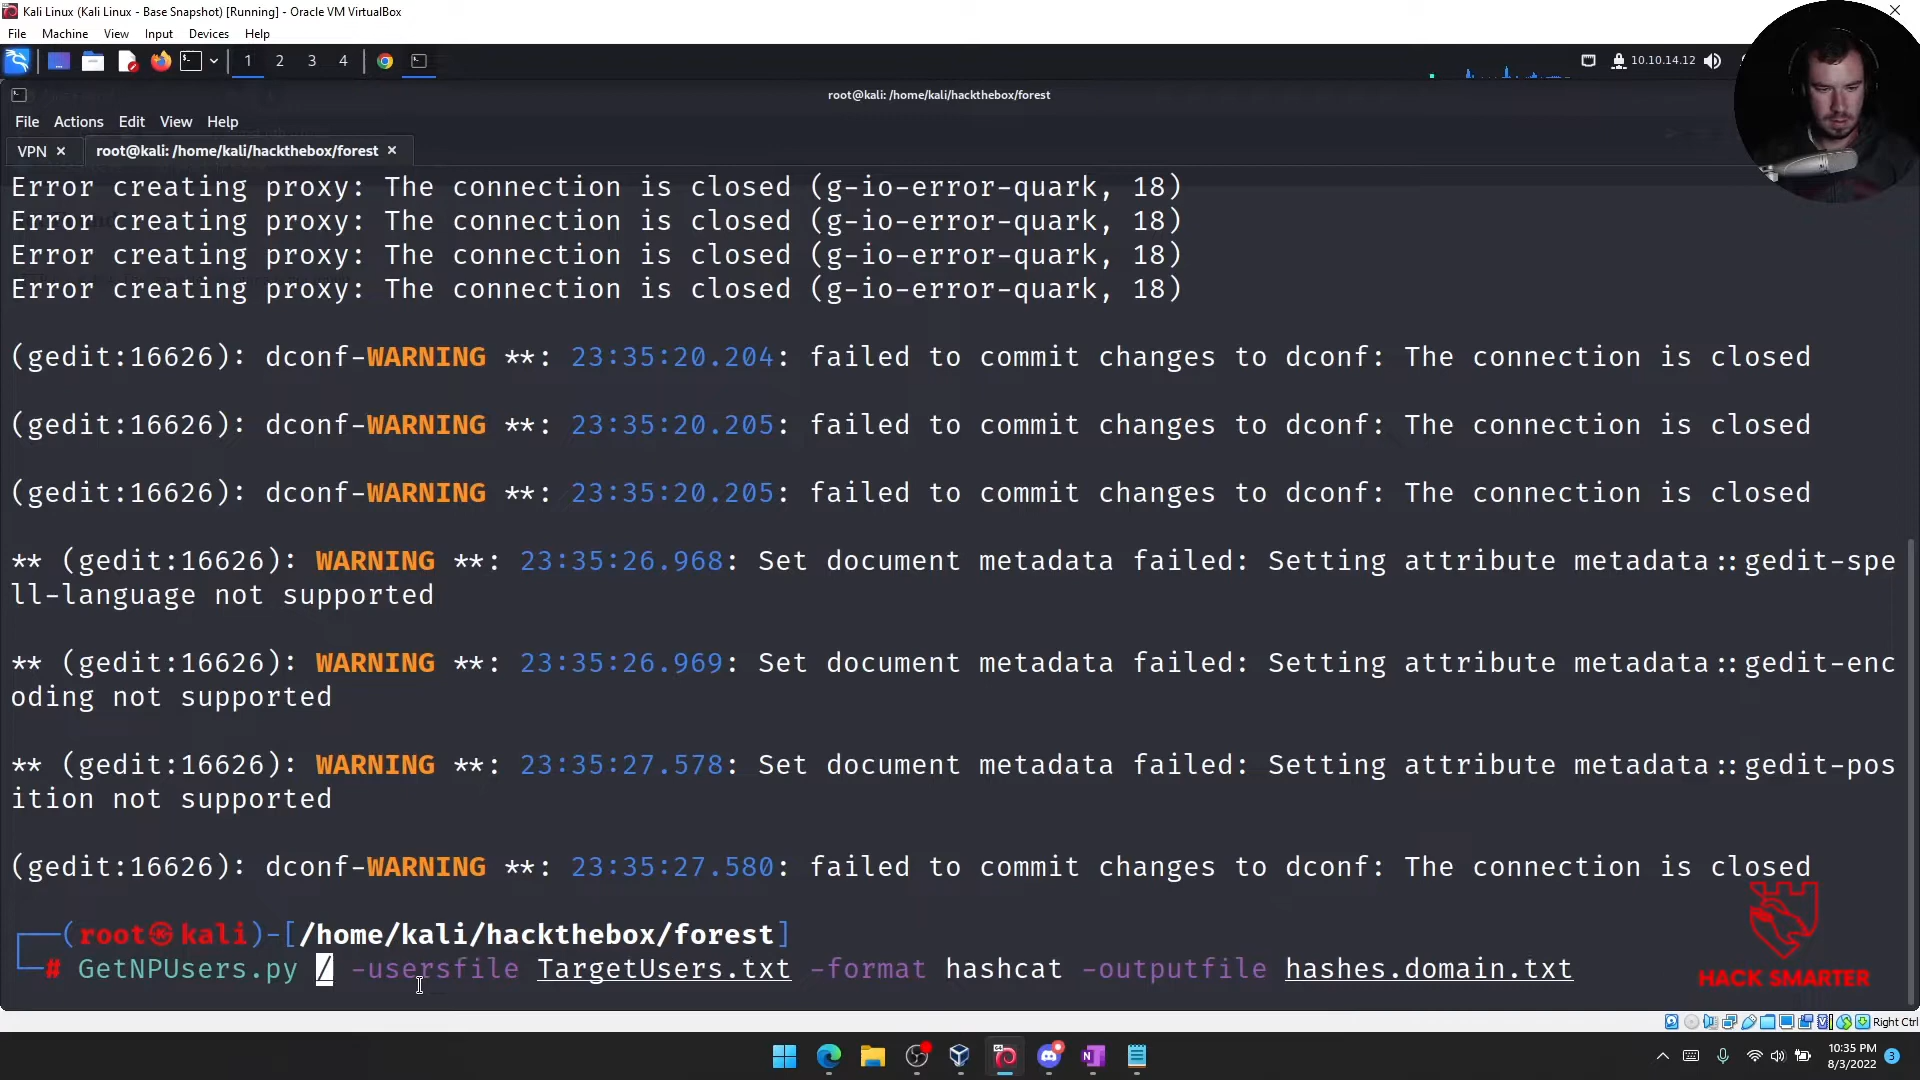 Kali Linux (Kali Linux - Base Snapshot) [Running] - Oracle VM VirtualBox
File Machine View Input Devices Help
1 2 3 4
10.10.14.12
root@kali: /home/kali/hackthebox/forest
File Actions Edit View Help
VPN × root@kali: /home/kali/hackthebox/forest ×
Error creating proxy: The connection is closed (g-io-error-quark, 18)
Error creating proxy: The connection is closed (g-io-error-quark, 18)
Error creating proxy: The connection is closed (g-io-error-quark, 18)
Error creating proxy: The connection is closed (g-io-error-quark, 18)
(gedit:16626): dconf-WARNING **: 23:35:20.204: failed to commit changes to dconf: The connection is closed
(gedit:16626): dconf-WARNING **: 23:35:20.205: failed to commit changes to dconf: The connection is closed
(gedit:16626): dconf-WARNING **: 23:35:20.205: failed to commit changes to dconf: The connection is closed
** (gedit:16626): WARNING **: 23:35:26.968: Set document metadata failed: Setting attribute metadata::gedit-spe
ll-language not supported
** (gedit:16626): WARNING **: 23:35:26.969: Set document metadata failed: Setting attribute metadata::gedit-enc
oding not supported
** (gedit:16626): WARNING **: 23:35:27.578: Set document metadata failed: Setting attribute metadata::gedit-pos
ition not supported
(gedit:16626): dconf-WARNING **: 23:35:27.580: failed to commit changes to dconf: The connection is closed
(root㉿kali)-[/home/kali/hackthebox/forest]
# GetNPUsers.py / -usersfile TargetUsers.txt -format hashcat -outputfile hashes.domain.txt
HACK SMARTER
Right Ctrl
10:35 PM
8/3/2022
3